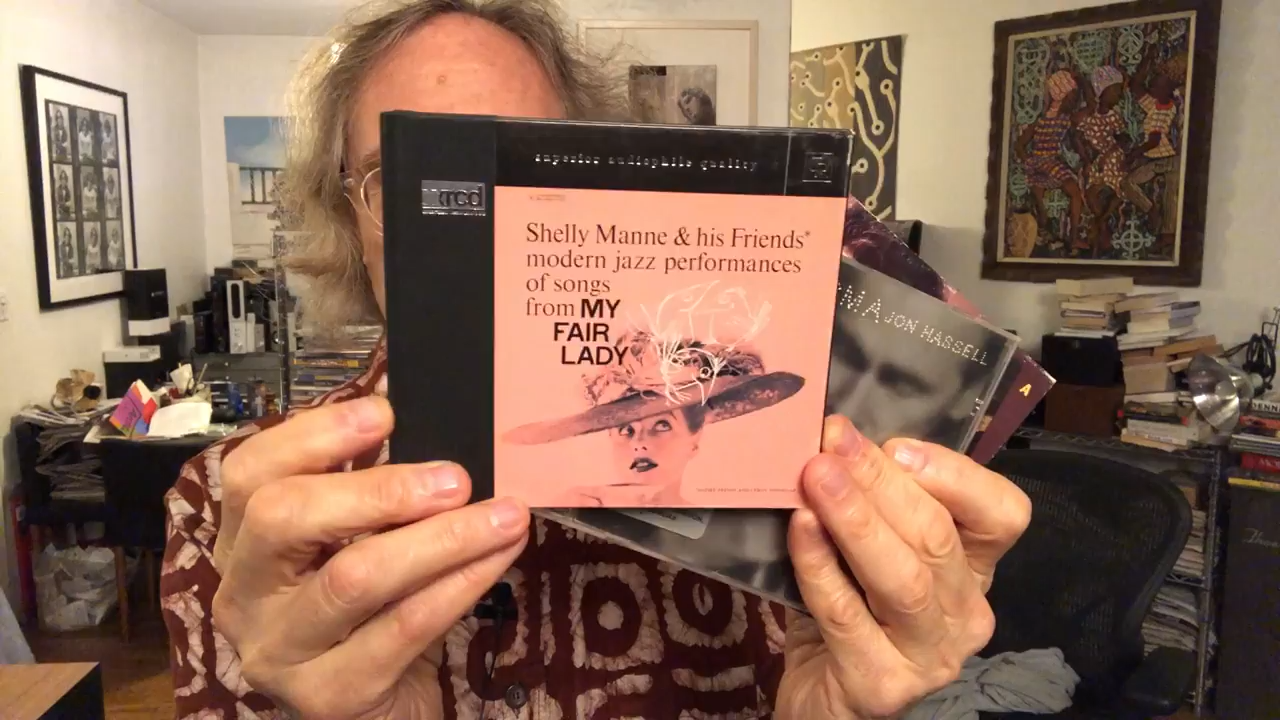 superior audiophile quality
xrcd
Shelly Manne & his Friends*
modern jazz performances
of songs
from MY
FAIR
LADY
MA JON HASSELL
A